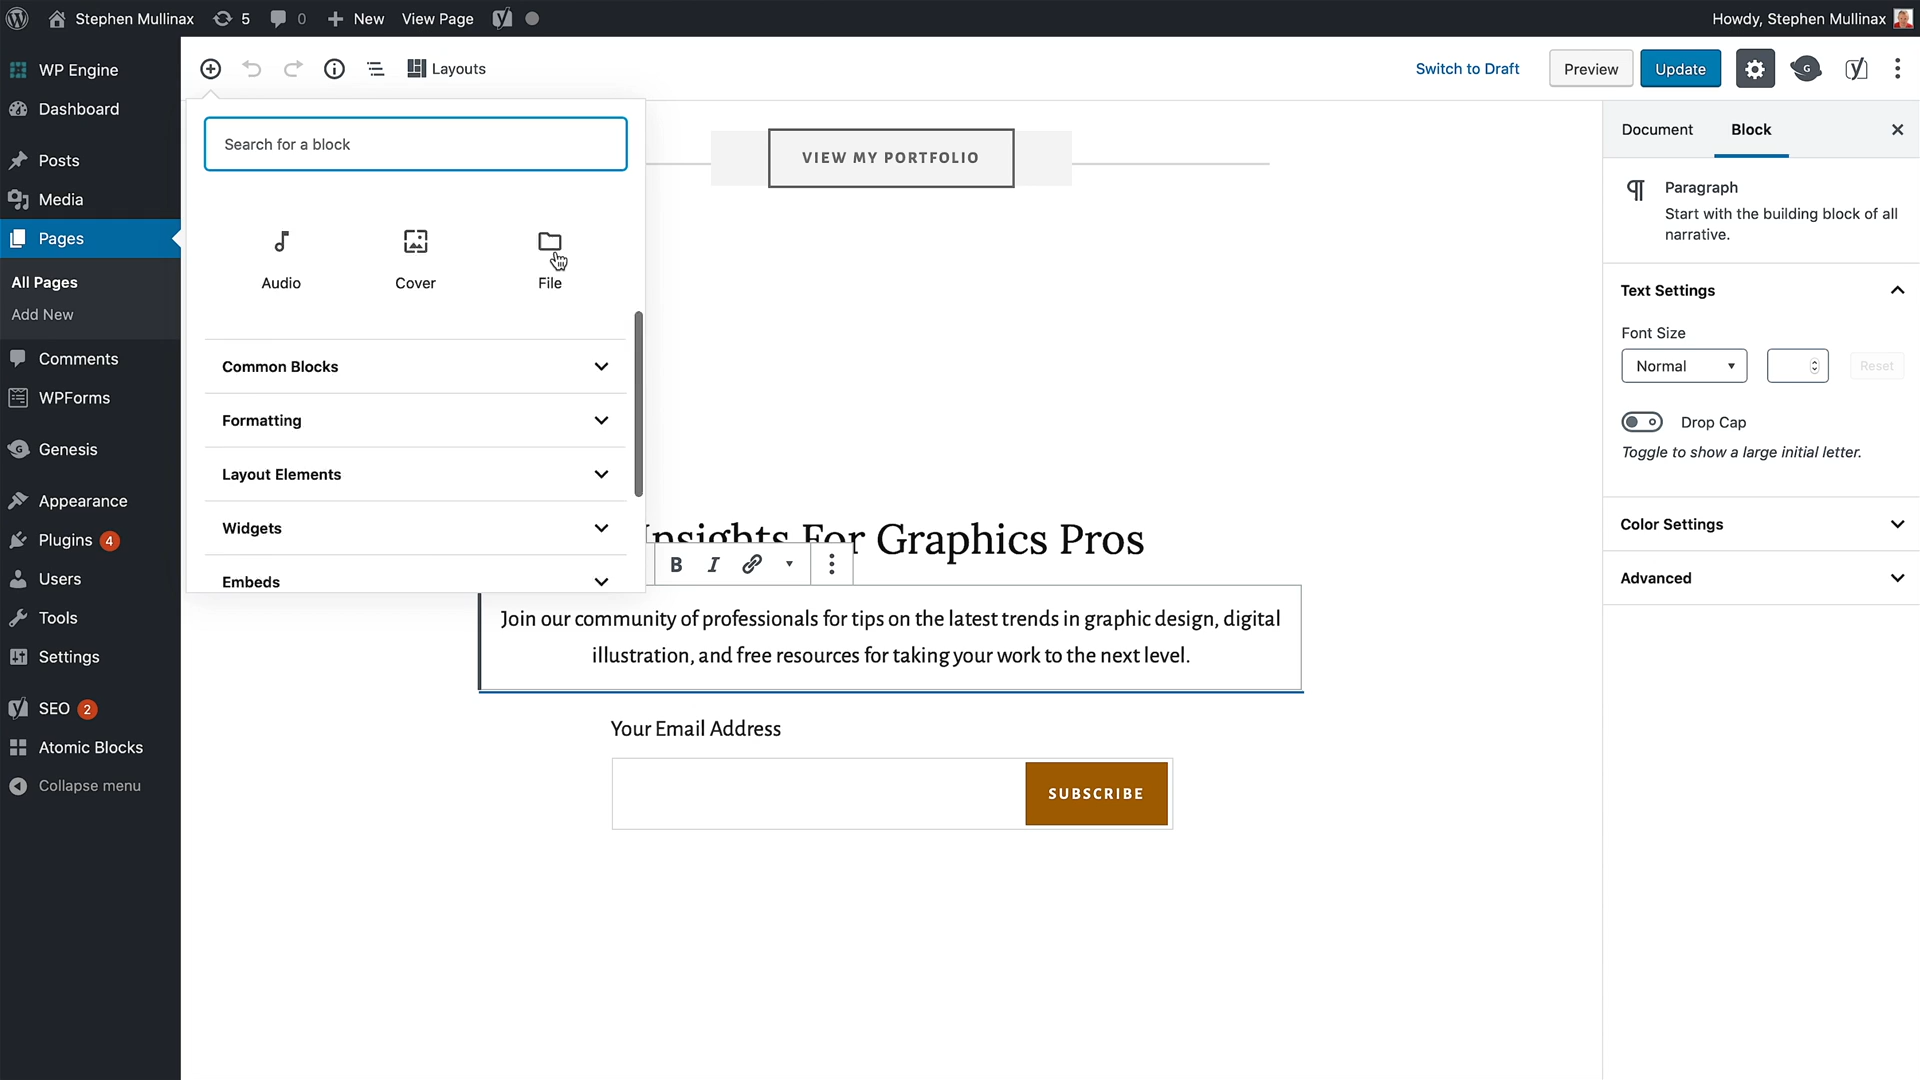 Stephen Mullinax
5
0
New
View Page
Howdy, Stephen Mullinax
WP Engine
Dashboard
Posts
Media
Pages
All Pages
Add New
Comments
WPForms
Genesis
Appearance
Plugins 4
Users
Tools
Settings
SEO 2
Atomic Blocks
Collapse menu
Layouts
Switch to Draft
Preview
Update
Search for a block
Audio
Cover
File
Common Blocks
Formatting
Layout Elements
Widgets
Embeds
VIEW MY PORTFOLIO
Insights For Graphics Pros
B I
Join our community of professionals for tips on the latest trends in graphic design, digital
illustration, and free resources for taking your work to the next level.
Your Email Address
SUBSCRIBE
Document
Block
Paragraph
Start with the building block of all
narrative.
Text Settings
Font Size
Normal
Reset
Drop Cap
Toggle to show a large initial letter.
Color Settings
Advanced